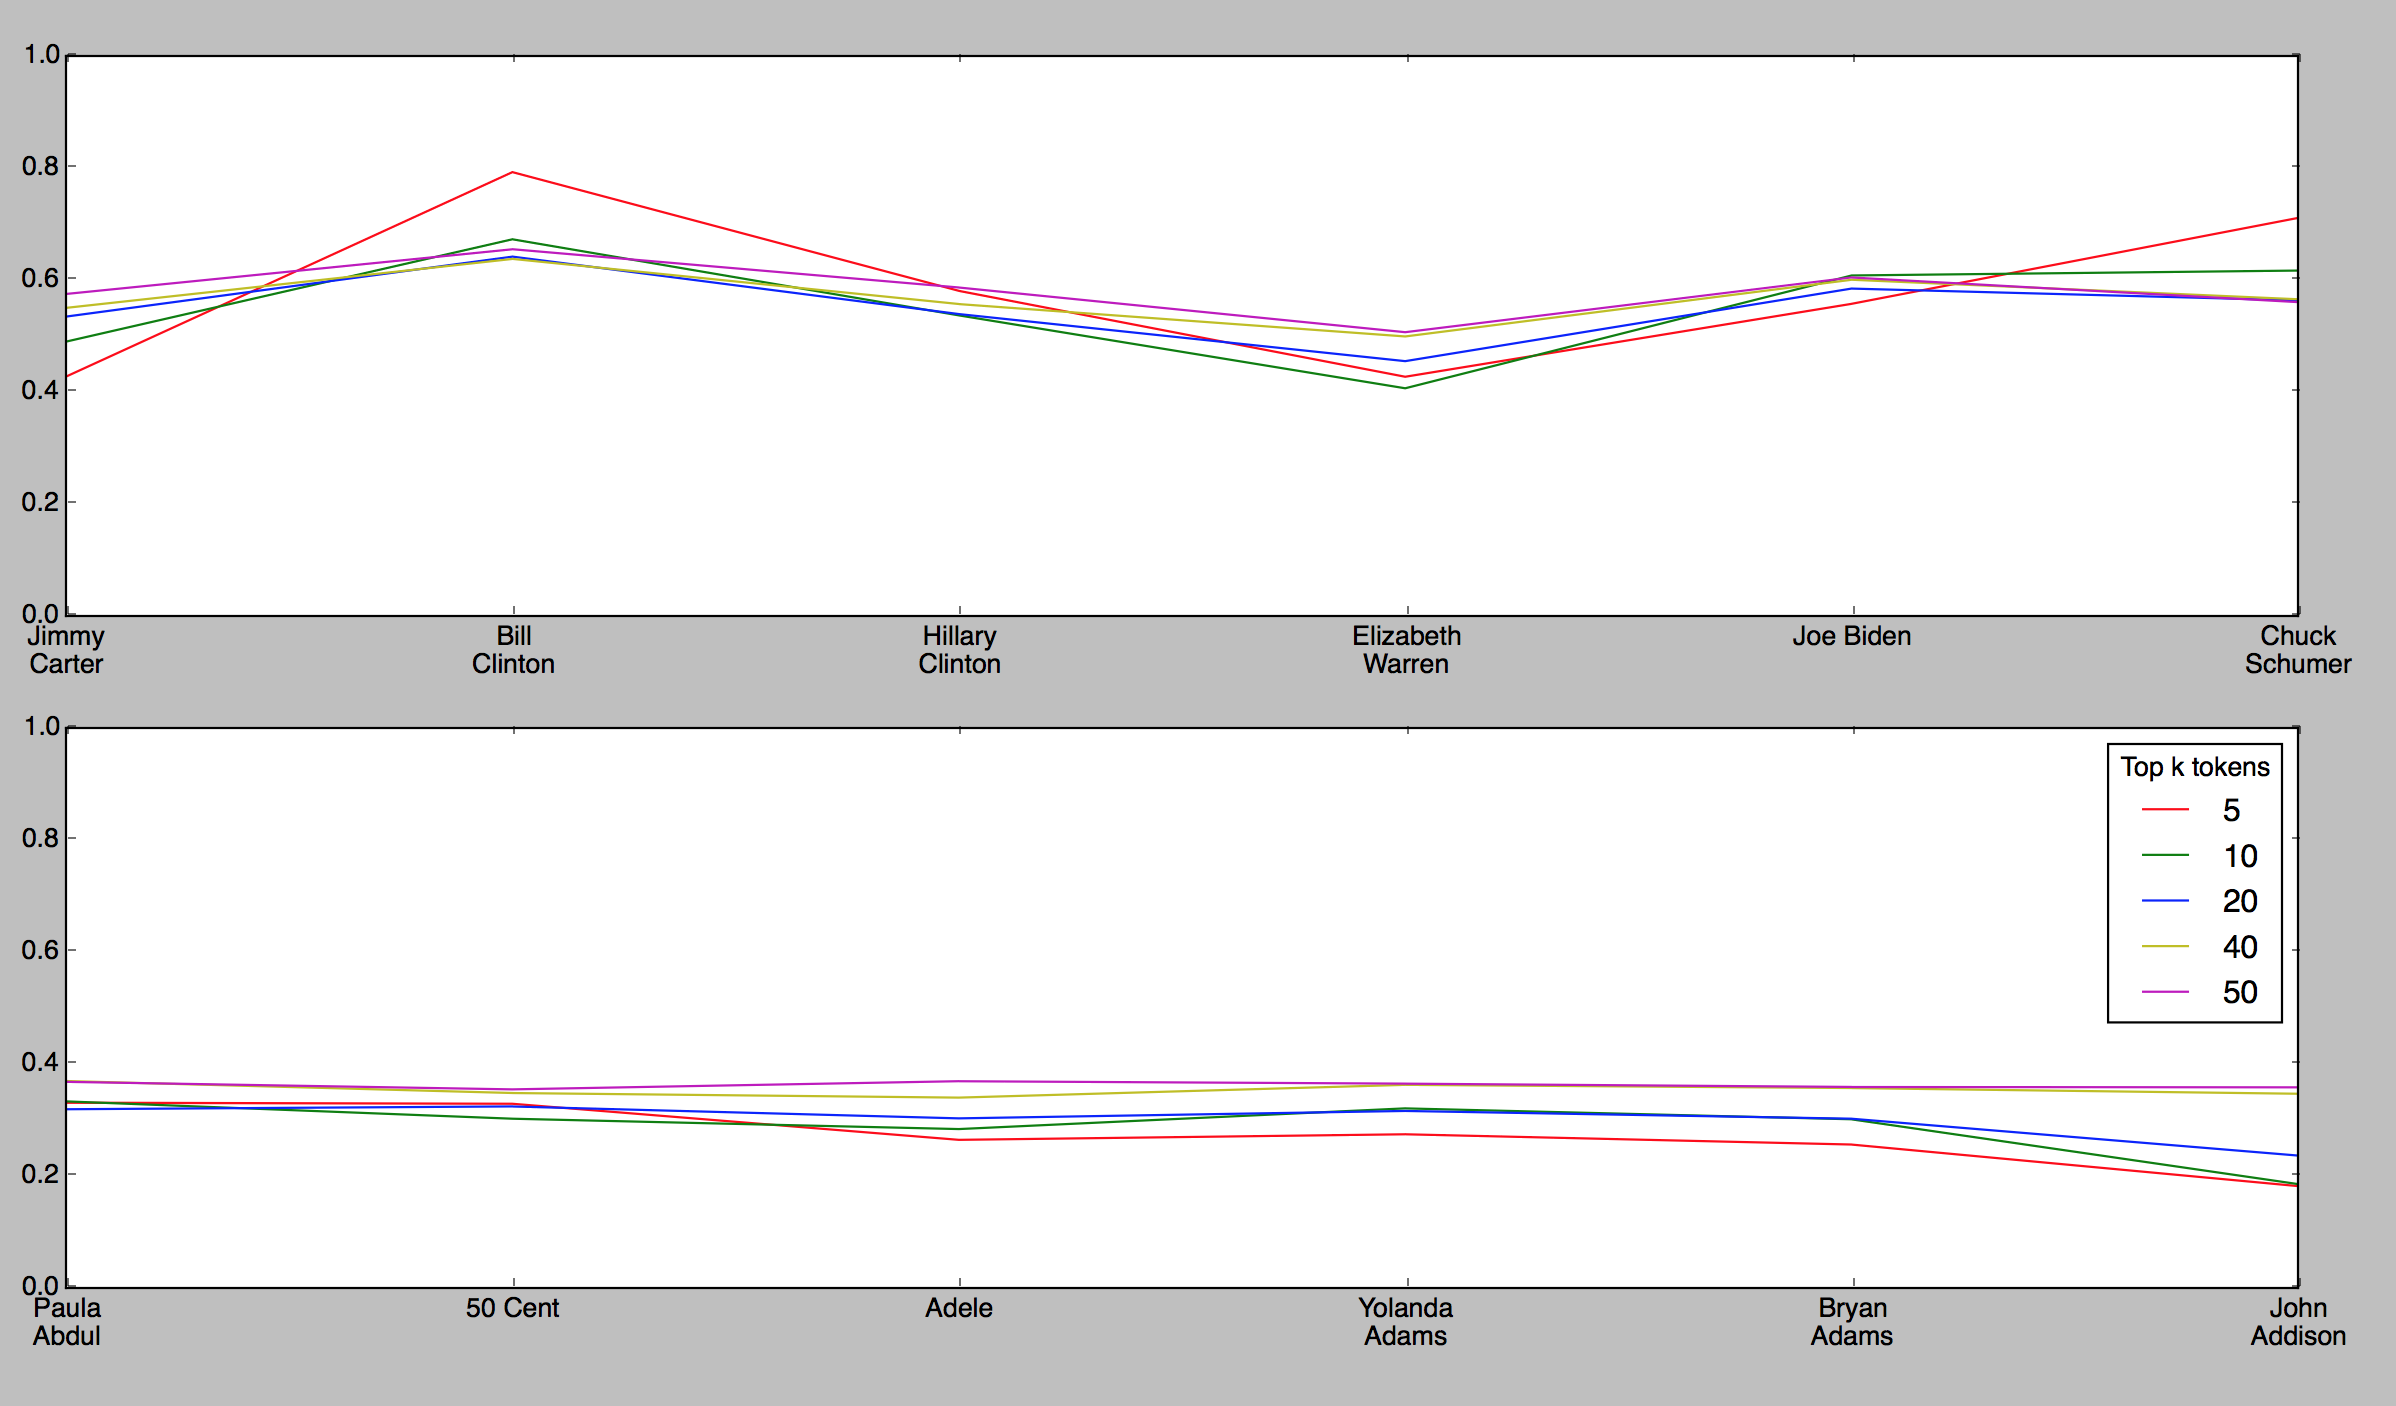 1.0
0.8
0.6
0.4
0.2
0.0
Jimmy
Carter
Bill
Clinton
Hillary
Clinton
Elizabeth
Warren
Joe Biden
Chuck
Schumer
1.0
0.8
0.6
0.4
0.2
0.0
Top k tokens
5
10
20
40
50
Paula
Abdul
50 Cent
Adele
Yolanda
Adams
Bryan
Adams
John
Addison